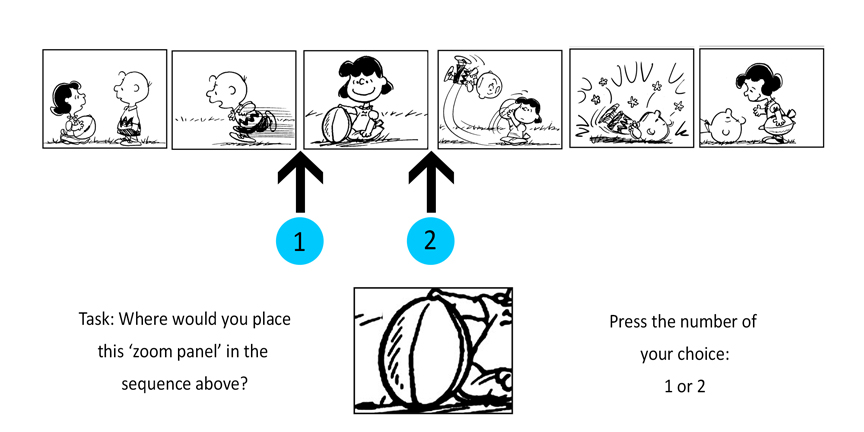 1
2
Task: Where would you place
this ‘zoom panel’ in the
sequence above?
Press the number of
your choice:
1 or 2